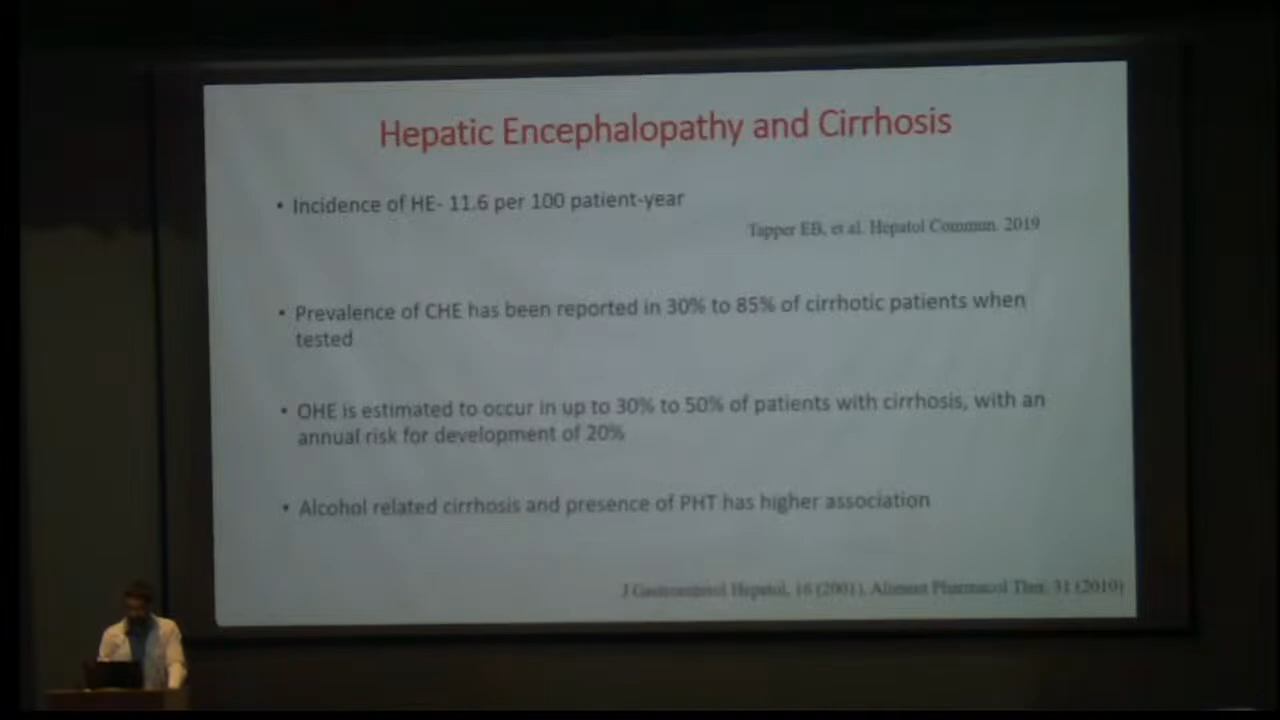 Hepatic Encephalopathy and Cirrhosis
• Incidence of HE- 11.6 per 100 patient-year
Tapper EB, et al. Hepatol Commun. 2019
• Prevalence of CHE has been reported in 30% to 85% of cirrhotic patients when
tested
• OHE is estimated to occur in up to 30% to 50% of patients with cirrhosis, with an
annual risk for development of 20%
• Alcohol related cirrhosis and presence of PHT has higher association
J Gastroenterol Hepatol, 16 (2001), Aliment Pharmacol Ther, 31 (2010)